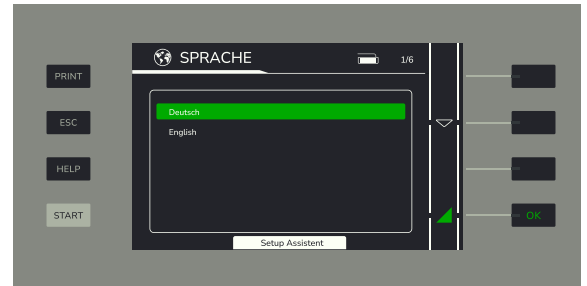 SPRACHE
1/6
PRINT
Deutsch
ESC
English
HELP
START
OK
Setup Assistent